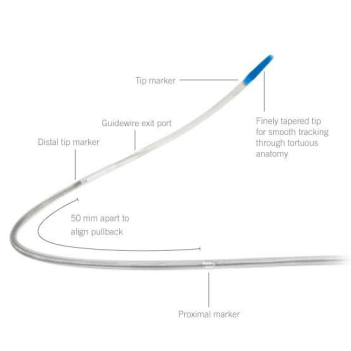 Tip marker
Guidewire exit port
Finely tapered tip
for smooth tracking
through tortuous
anatomy
Distal tip marker
50 mm apart to
align pullback
Proximal marker